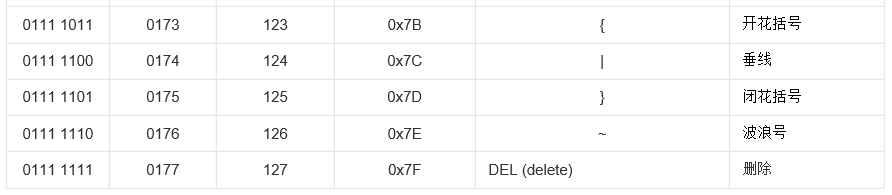 0111 1011 0173 123 0x7B { 开花括号
0111 1100 0174 124 0x7C | 垂线
0111 1101 0175 125 0x7D } 闭花括号
0111 1110 0176 126 0x7E ~ 波浪号
0111 1111 0177 127 0x7F DEL (delete) 删除